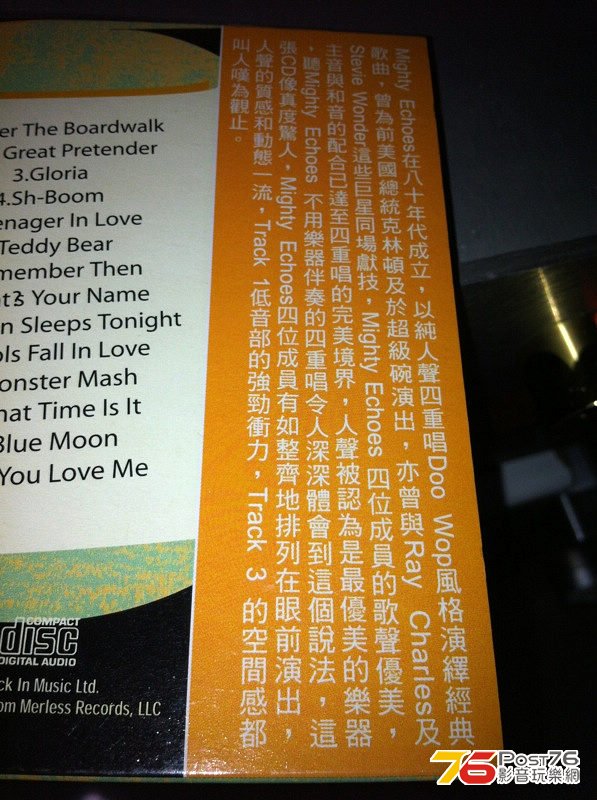 er The Boardwalk
Great Pretender
3.Gloria
4.Sh-Boom
enager In Love
Teddy Bear
member Then
Your Name
n Sleeps Tonight
ols Fall In Love
onster Mash
hat Time Is It
Blue Moon
You Love Me
COMPACT
disc
DIGITAL AUDIO
ck In Music Ltd.
om Merless Records, LLC
Mighty Echoes在八十年代成立，以純人聲四重唱Doo Wop風格演繹經典
歌曲，曾為前美國總統克林頓及於超級碗演出，亦曾與Ray Charles及
Stevie Wonder這些巨星同場獻技，Mighty Echoes 四位成員的歌聲優美，
主音與和音的配合已達至四重唱的完美境界，人聲被認為是最優美的樂器
，聽Mighty Echoes 不用樂器伴奏的四重唱令人深深體會到這個說法，這
張CD像真度驚人，Mighty Echoes四位成員有如整齊地排列在眼前演出，
人聲的質感和動態一流，Track 1低音部的強勁衝力，Track 3 的空間感都
叫人嘆為觀止。
76 Post76
影音玩樂網